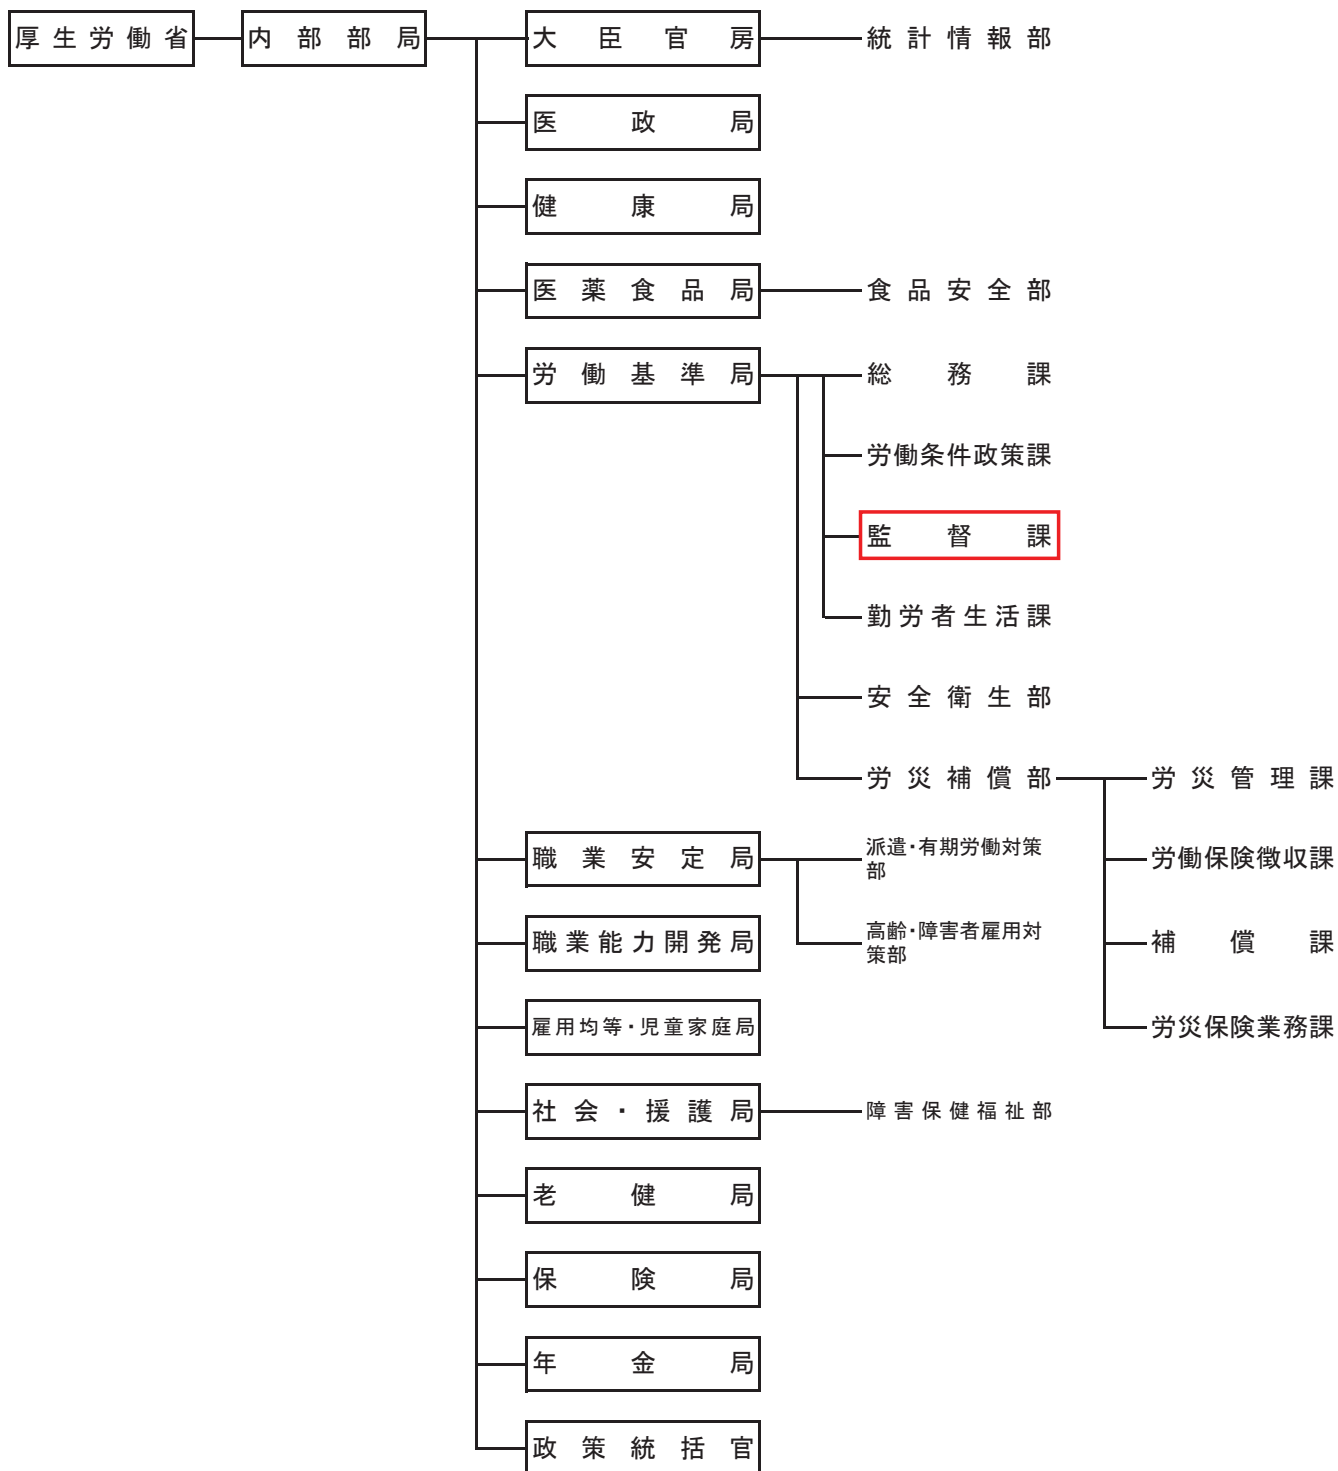 厚生労働省
内部部局
大臣官房
統計情報部
医政局
健康局
医薬食品局
食品安全部
労働基準局
総務課
労働条件政策課
監督課
勤労者生活課
安全衛生部
労災補償部
労災管理課
職業安定局
派遣・有期労働対策
部
労働保険徴収課
職業能力開発局
高齢・障害者雇用対
策部
補償課
雇用均等・児童家庭局
労災保険業務課
社会・援護局
障害保健福祉部
老健局
保険局
年金局
政策統括官